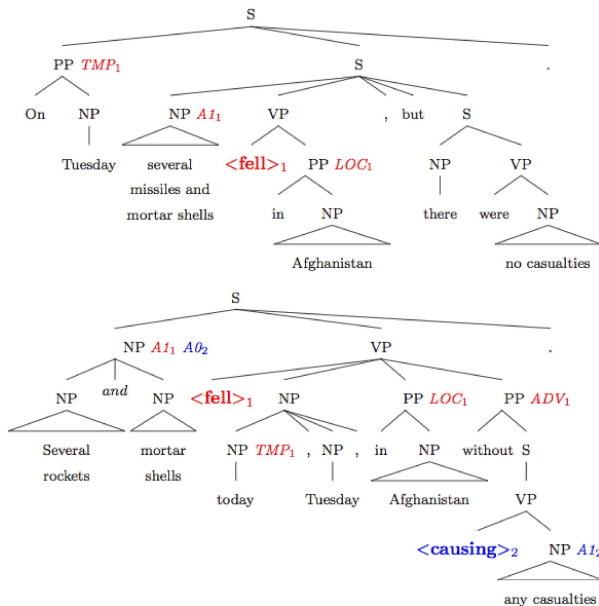 S
PP TMP₁ S .
On NP NP A1₁ VP , but S
Tuesday several <fell>₁ PP LOC₁ NP VP
missiles and in NP there were NP
mortar shells
Afghanistan no casualties
S
NP A1₁ A0₂ VP .
NP and NP <fell>₁ NP PP LOC₁ PP ADV₁
Several mortar NP TMP₁ , NP , in NP without S
rockets shells
today Tuesday Afghanistan VP
<causing>₂ NP A1₂
any casualties